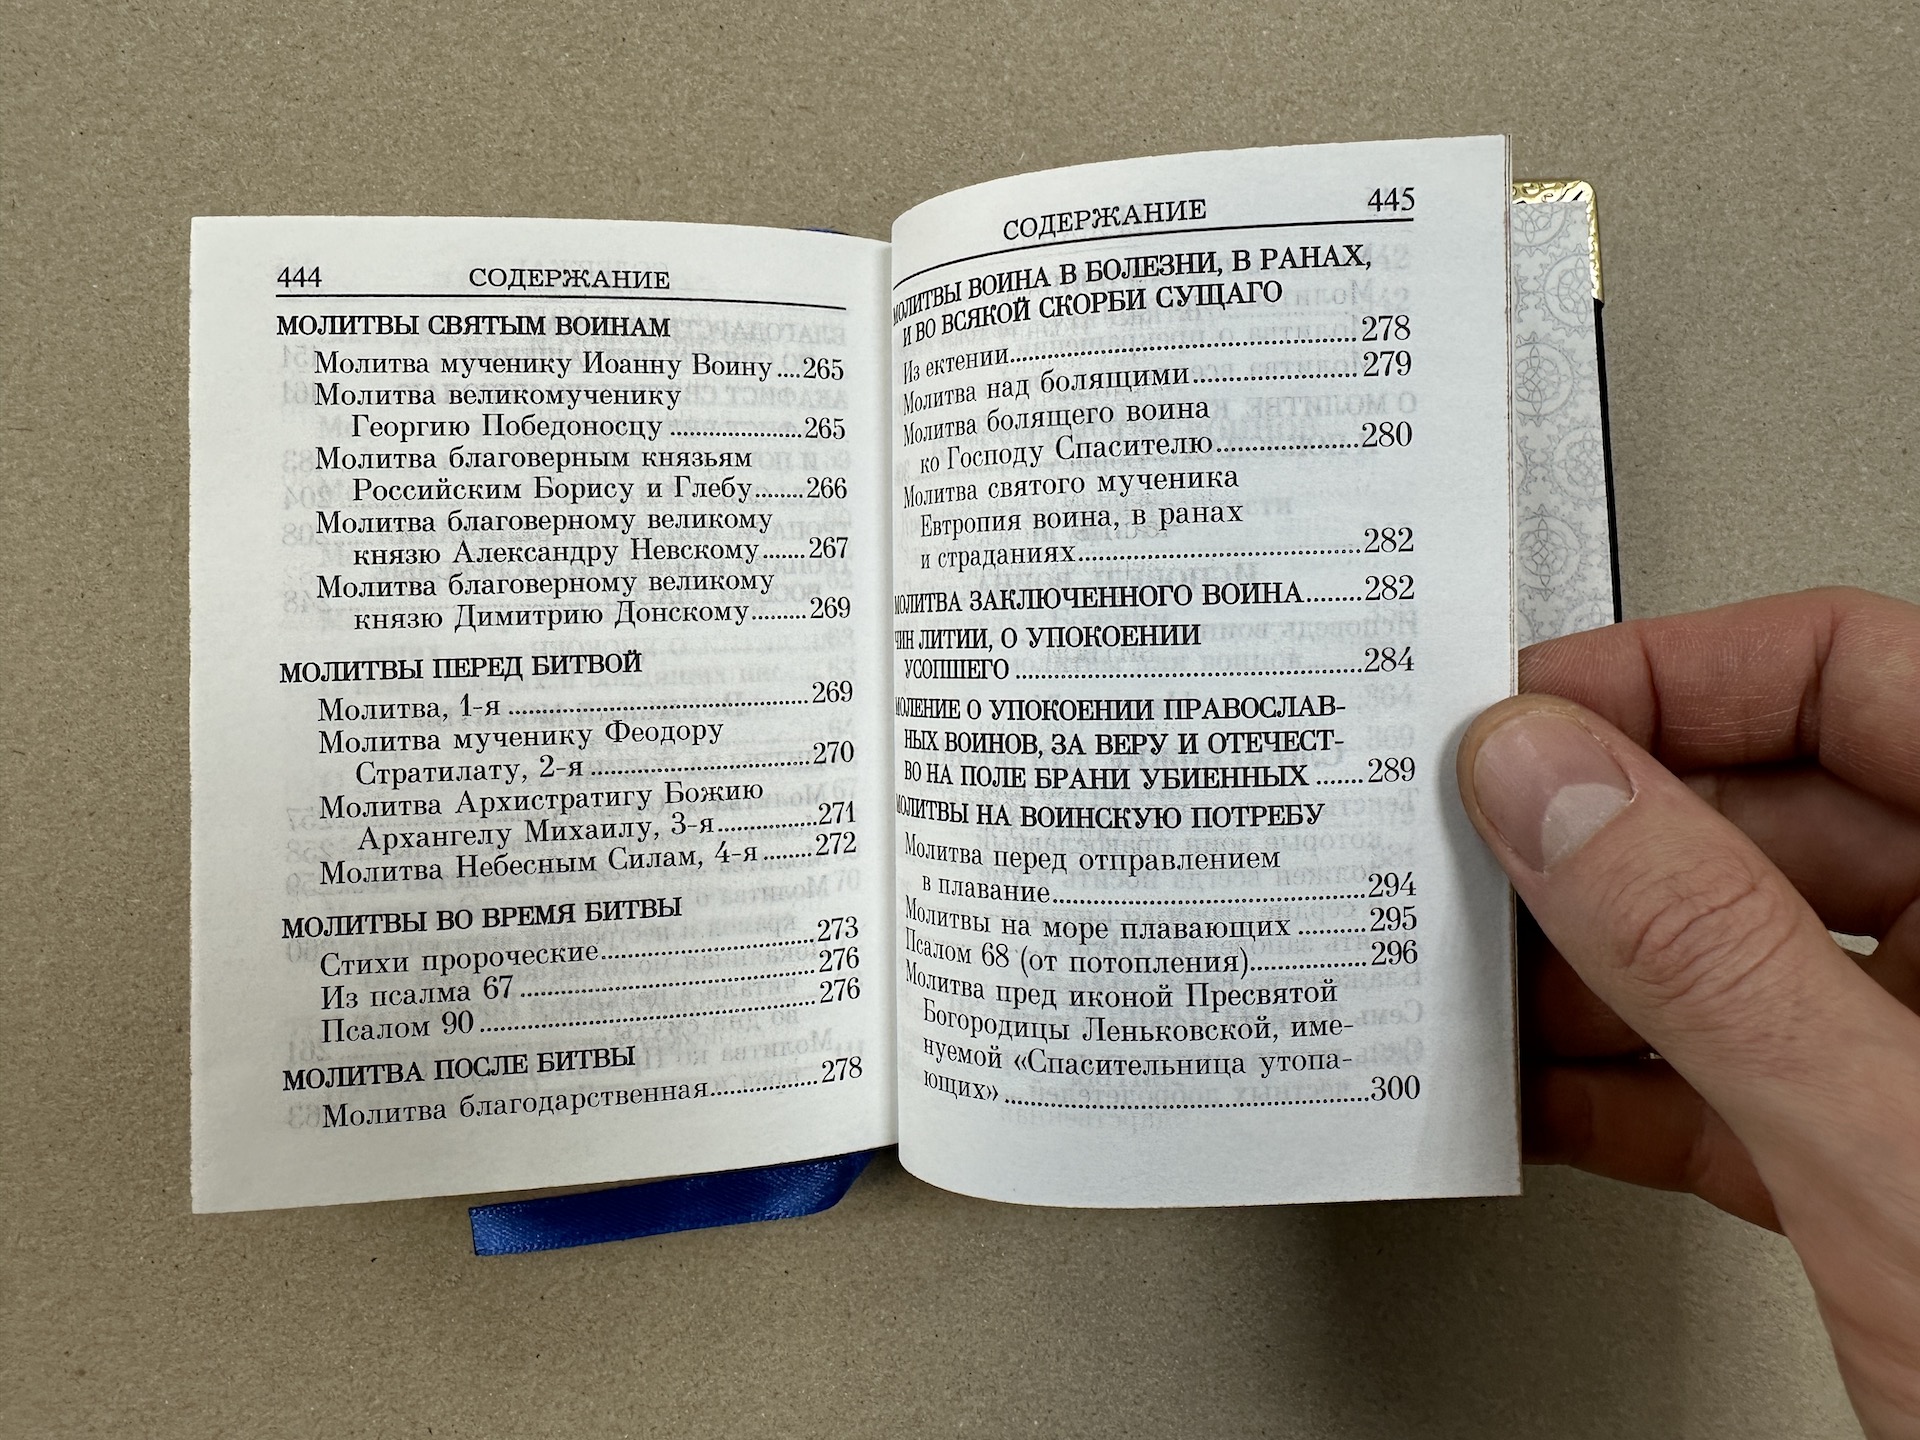 444 СОДЕРЖАНИЕ
МОЛИТВЫ СВЯТЫМ ВОИНАМ
Молитва мученику Иоанну Воину....265
Молитва великомученику
Георгию Победоносцу ..................265
Молитва благоверным князьям
Российским Борису и Глебу........266
Молитва благоверному великому
князю Александру Невскому.......267
Молитва благоверному великому
князю Димитрию Донскому.........269
МОЛИТВЫ ПЕРЕД БИТВОЙ
Молитва, 1-я ..........................................269
Молитва мученику Феодору
Стратилату, 2-я ..............................270
Молитва Архистратигу Божию
Архангелу Михаилу, 3-я..............271
Молитва Небесным Силам, 4-я........272
МОЛИТВЫ ВО ВРЕМЯ БИТВЫ
Стихи пророческие..............................273
Из псалма 67 .........................................276
Псалом 90 ..............................................276
МОЛИТВА ПОСЛЕ БИТВЫ
Молитва благодарственная...............278
СОДЕРЖАНИЕ 445
МОЛИТВЫ ВОИНА В БОЛЕЗНИ, В РАНАХ,
И ВО ВСЯКОЙ СКОРБИ СУЩАГО
Из ектении................................................278
Молитва над болящими.......................279
Молитва болящего воина
ко Господу Спасителю....................280
Молитва святого мученика
Евтропия воина, в ранах
и страданиях.......................................282
МОЛИТВА ЗАКЛЮЧЕННОГО ВОИНА........282
ЧИН ЛИТИИ, О УПОКОЕНИИ
УСОПШЕГО ................................................284
МОЛЕНИЕ О УПОКОЕНИИ ПРАВОСЛАВ-
НЫХ ВОИНОВ, ЗА ВЕРУ И ОТЕЧЕСТ-
ВО НА ПОЛЕ БРАНИ УБИЕННЫХ .......289
МОЛИТВЫ НА ВОИНСКУЮ ПОТРЕБУ
Молитва перед отправлением
в плавание............................................294
Молитвы на море плавающих ..........295
Псалом 68 (от потопления)................296
Молитва пред иконой Пресвятой
Богородицы Леньковской, име-
нуемой «Спасительница утопа-
ющих» ...................................................300